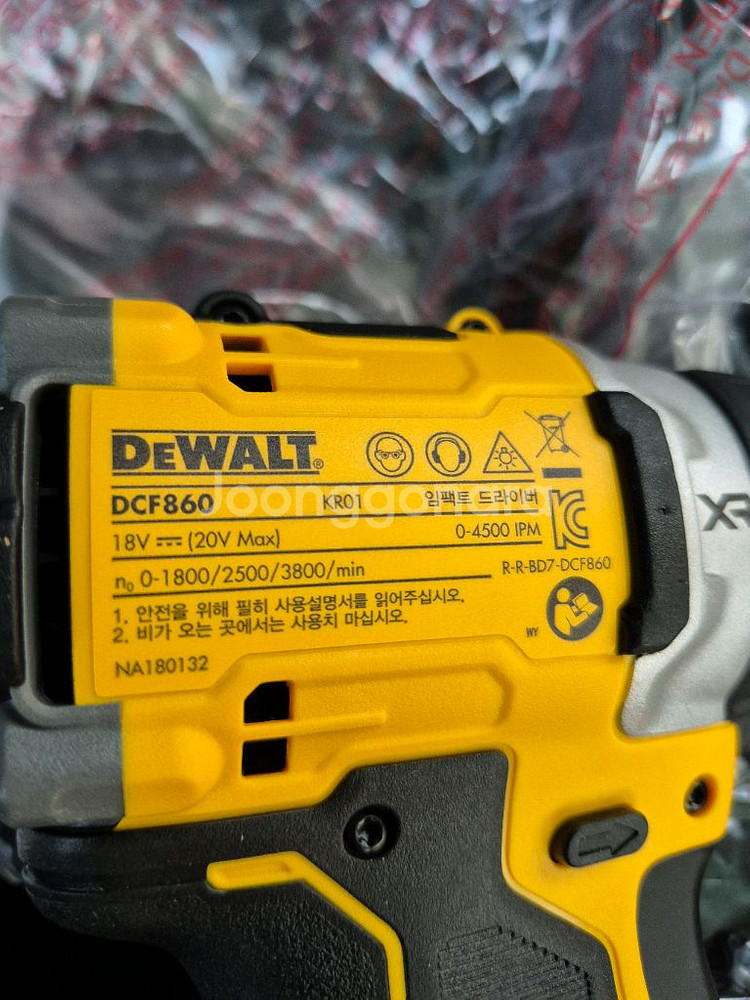 DEWALT®
DCF860 KR01 임팩트 드라이버
18V (20V Max) 0-4500 IPM
n₀ 0-1800/2500/3800/min R-R-BD7-DCF860
1. 안전을 위해 필히 사용설명서를 읽어주십시오.
2. 비가 오는 곳에서는 사용치 마십시오.
WY
NA180132
XR
Joonggonara